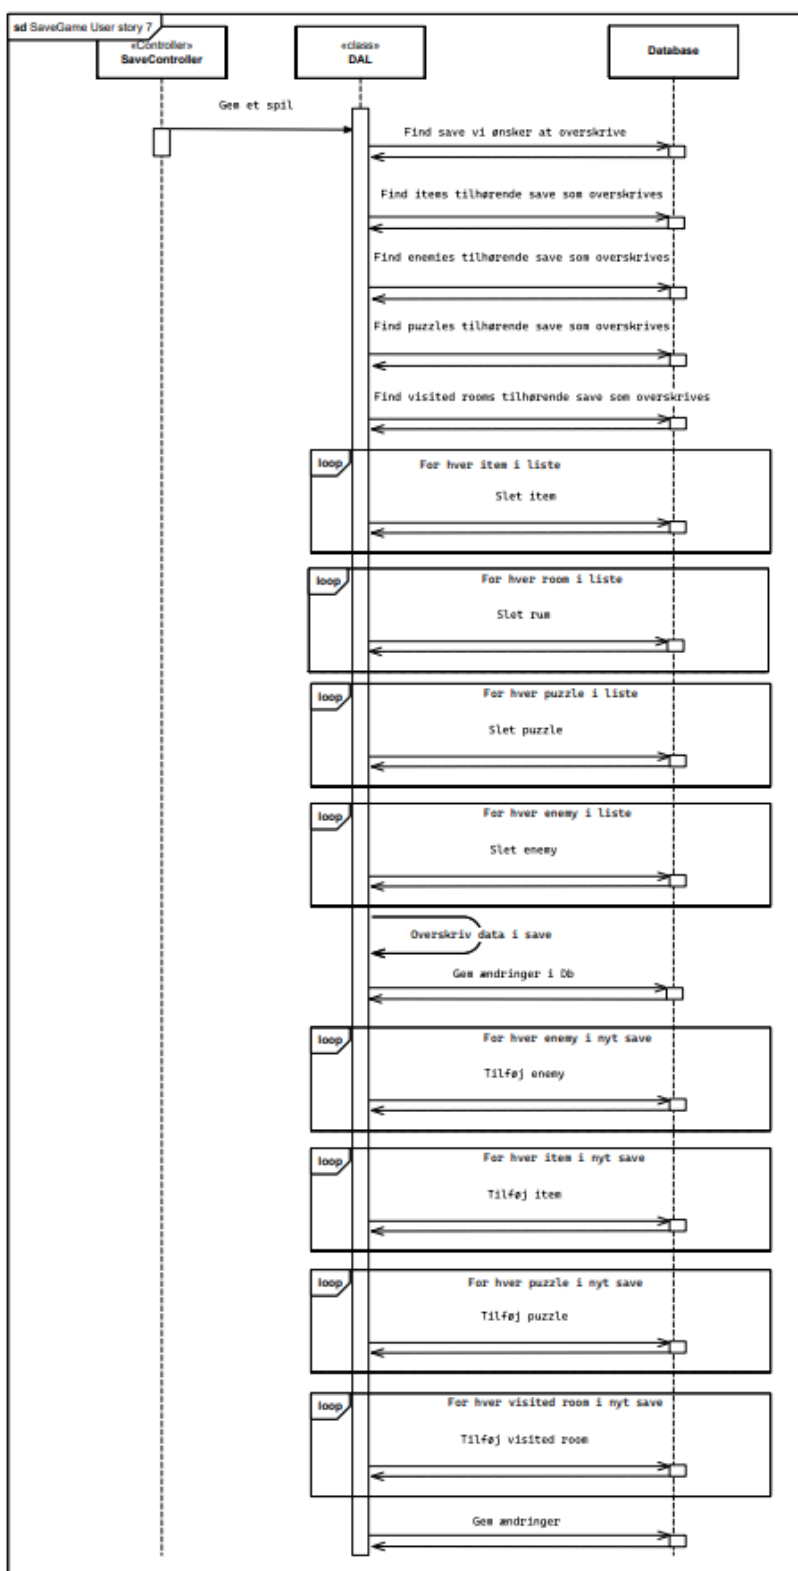 sd SaveGame User story 7
«Controller»
SaveController
«class»
DAL
Database
Gem et spil
Find save vi ønsker at overskrive
Find items tilhørende save som overskrives
Find enemies tilhørende save som overskrives
Find puzzles tilhørende save som overskrives
Find visited rooms tilhørende save som overskrives
loop
For hver item i liste
Slet item
loop
For hver room i liste
Slet rum
loop
For hver puzzle i liste
Slet puzzle
loop
For hver enemy i liste
Slet enemy
Overskriv data i save
Gem ændringer i Db
loop
For hver enemy i nyt save
Tilføj enemy
loop
For hver item i nyt save
Tilføj item
loop
For hver puzzle i nyt save
Tilføj puzzle
loop
For hver visited room i nyt save
Tilføj visited room
Gem ændringer